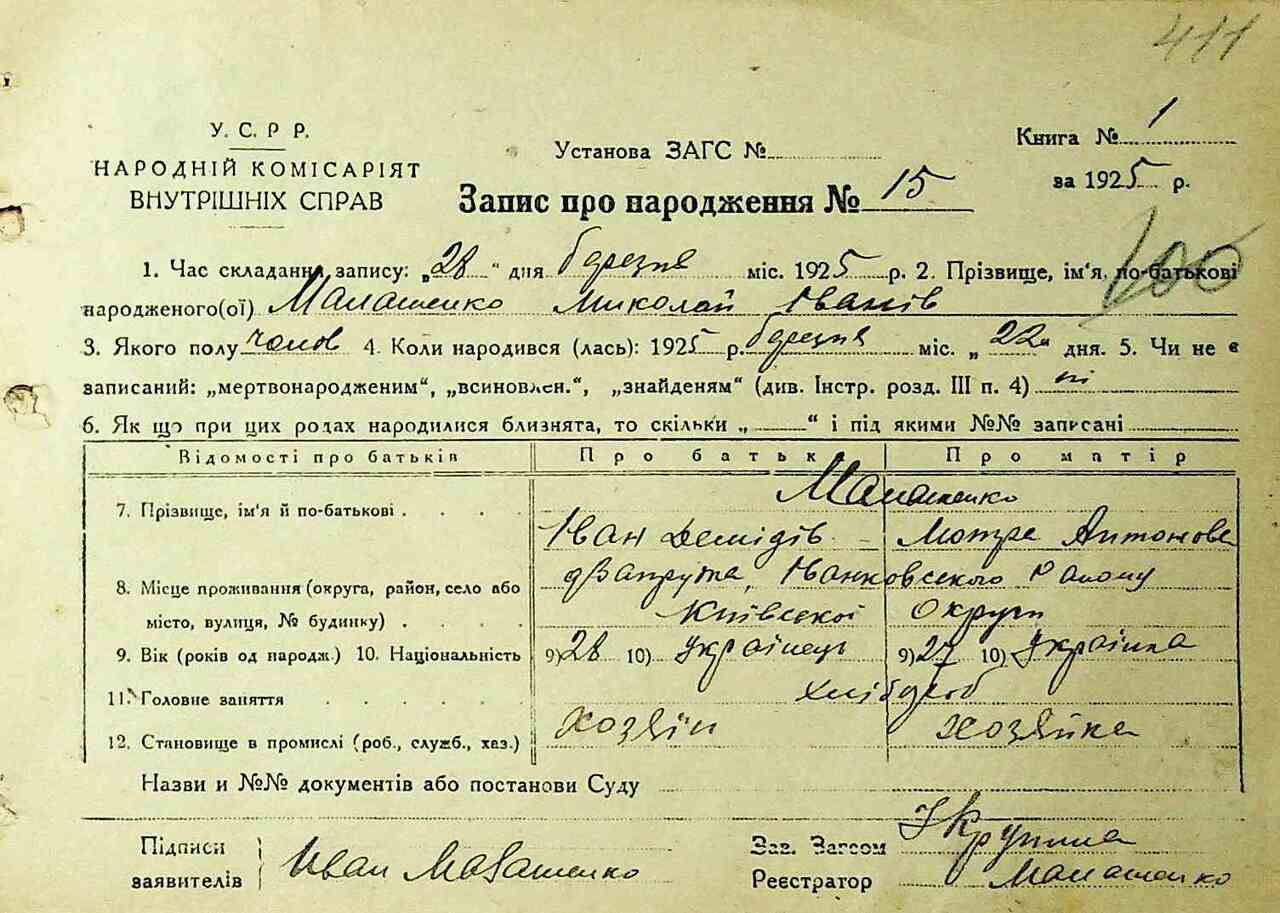 411
У. С. Р Р.
НАРОДНІЙ КОМІСАРІЯТ
ВНУТРІШНІХ СПРАВ
Установа ЗАГС №
Книга № 1
за 1925 р.
Запис про народження № 15
100
1. Час складання запису: „28“ дня березня міс. 1925 р. 2. Прізвище, ім'я, по-батькові
народженого(ої) Малашенко Миколай Іванів
3. Якого полу чолов 4. Коли народився (лась): 1925 р. березня міс. „22“ дня. 5. Чи не є
записаний: „мертвонародженим“, „всиновлен.“, „знайденям“ (див. Інстр. розд. III п. 4) ні
6. Як що при цих родах народилися близнята, то скільки „ “ і під якими №№ записані
Відомості про батьків Про батьк Про матір
Малашенко
7. Прізвище, ім'я й по-батькові
Іван Демідів Мотря Антонова
8. Місце проживання (округа, район, село або Іванковського Району
місто, вулиця, № будинку) Київської Округи
9. Вік (років од народж.) 10. Національність 9) 28 10) Українець 9) 27 10) Українка
11. Головне заняття хлібороб
12. Становище в промислі (роб., служб., хаз.) хозяїн хозяйка
Назви и №№ документів або постанови Суду
Підписи
заявителів Иван Малашенко
Зав. Загсом
Реєстратор Малашенко